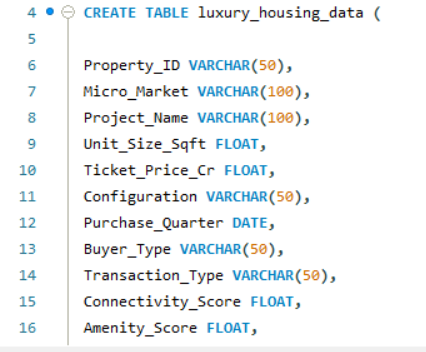 4 CREATE TABLE luxury_housing_data (
5
6 Property_ID VARCHAR(50),
7 Micro_Market VARCHAR(100),
8 Project_Name VARCHAR(100),
9 Unit_Size_Sqft FLOAT,
10 Ticket_Price_Cr FLOAT,
11 Configuration VARCHAR(50),
12 Purchase_Quarter DATE,
13 Buyer_Type VARCHAR(50),
14 Transaction_Type VARCHAR(50),
15 Connectivity_Score FLOAT,
16 Amenity_Score FLOAT,